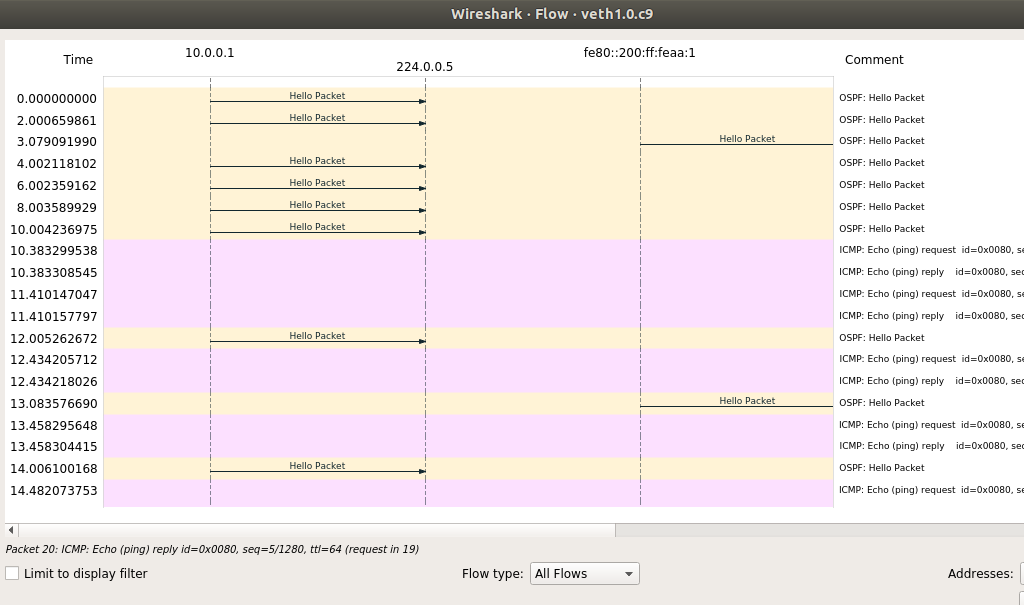 Wireshark · Flow · veth1.0.c9
Time 10.0.0.1 224.0.0.5 fe80::200:ff:feaa:1 Comment
0.000000000 Hello Packet OSPF: Hello Packet
2.000659861 Hello Packet OSPF: Hello Packet
3.079091990 Hello Packet OSPF: Hello Packet
4.002118102 Hello Packet OSPF: Hello Packet
6.002359162 Hello Packet OSPF: Hello Packet
8.003589929 Hello Packet OSPF: Hello Packet
10.004236975 Hello Packet OSPF: Hello Packet
10.383299538 ICMP: Echo (ping) request id=0x0080, se
10.383308545 ICMP: Echo (ping) reply id=0x0080, sec
11.410147047 ICMP: Echo (ping) request id=0x0080, se
11.410157797 ICMP: Echo (ping) reply id=0x0080, sec
12.005262672 Hello Packet OSPF: Hello Packet
12.434205712 ICMP: Echo (ping) request id=0x0080, se
12.434218026 ICMP: Echo (ping) reply id=0x0080, sec
13.083576690 Hello Packet OSPF: Hello Packet
13.458295648 ICMP: Echo (ping) request id=0x0080, se
13.458304415 ICMP: Echo (ping) reply id=0x0080, sec
14.006100168 Hello Packet OSPF: Hello Packet
14.482073753 ICMP: Echo (ping) request id=0x0080, se
Packet 20: ICMP: Echo (ping) reply id=0x0080, seq=5/1280, ttl=64 (request in 19)
Limit to display filter Flow type: All Flows Addresses: